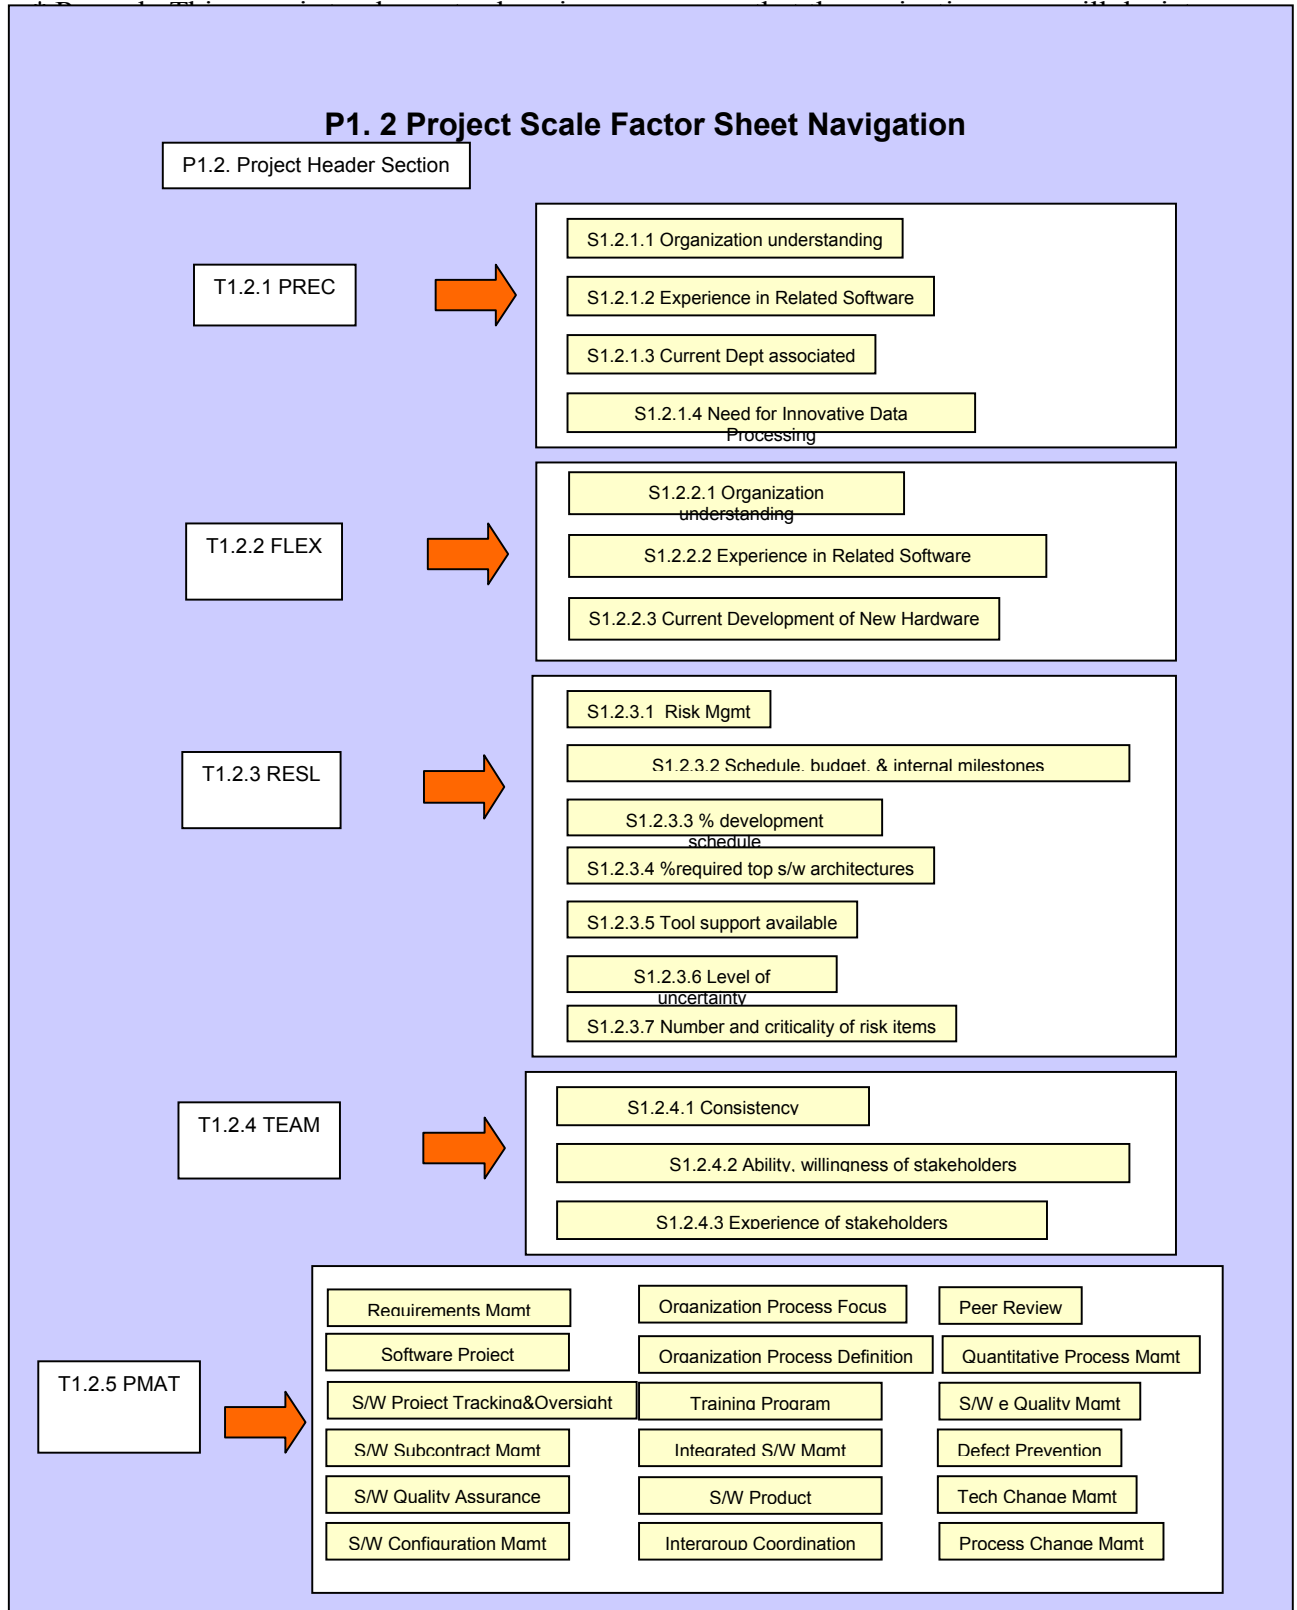 P1. 2 Project Scale Factor Sheet Navigation
P1.2. Project Header Section
T1.2.1 PREC
S1.2.1.1 Organization understanding
S1.2.1.2 Experience in Related Software
S1.2.1.3 Current Dept associated
S1.2.1.4 Need for Innovative Data
Processing
T1.2.2 FLEX
S1.2.2.1 Organization
understanding
S1.2.2.2 Experience in Related Software
S1.2.2.3 Current Development of New Hardware
T1.2.3 RESL
S1.2.3.1 Risk Mgmt
S1.2.3.2 Schedule, budget, & internal milestones
S1.2.3.3 % development
schedule
S1.2.3.4 %required top s/w architectures
S1.2.3.5 Tool support available
S1.2.3.6 Level of
uncertainty
S1.2.3.7 Number and criticality of risk items
T1.2.4 TEAM
S1.2.4.1 Consistency
S1.2.4.2 Ability, willingness of stakeholders
S1.2.4.3 Experience of stakeholders
T1.2.5 PMAT
Requirements Mgmt
Software Project
S/W Project Tracking&Oversight
S/W Subcontract Mgmt
S/W Quality Assurance
S/W Configuration Mgmt
Organization Process Focus
Organization Process Definition
Training Program
Integrated S/W Mgmt
S/W Product
Intergroup Coordination
Peer Review
Quantitative Process Mgmt
S/W e Quality Mgmt
Defect Prevention
Tech Change Mgmt
Process Change Mgmt